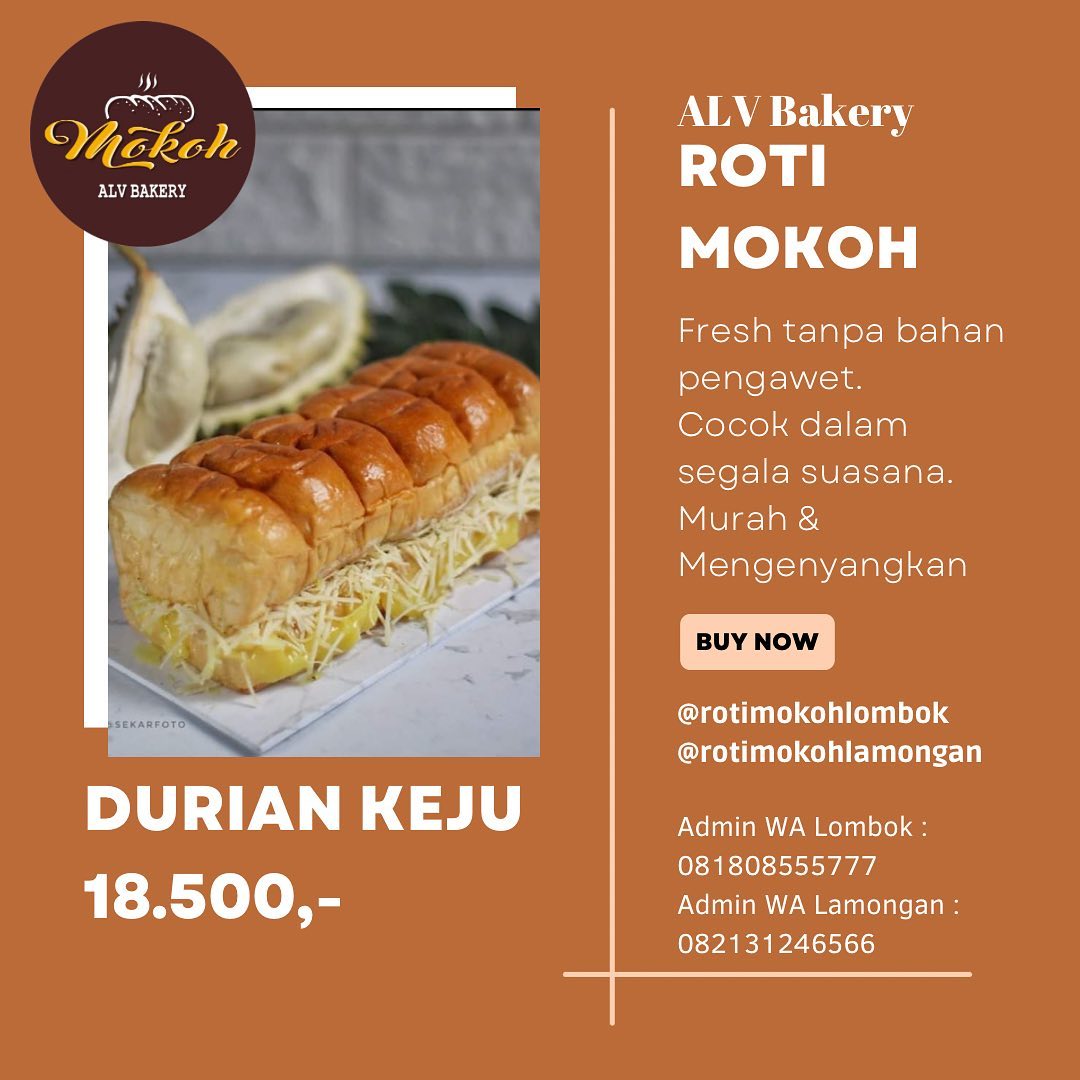 Mokoh
ALV BAKERY
ALV Bakery
ROTI
MOKOH
Fresh tanpa bahan
pengawet.
Cocok dalam
segala suasana.
Murah &
Mengenyangkan
BUY NOW
@rotimokohlombok
@rotimokohlamongan
Admin WA Lombok :
081808555777
Admin WA Lamongan :
082131246566
@SEKARFOTO
DURIAN KEJU
18.500,-